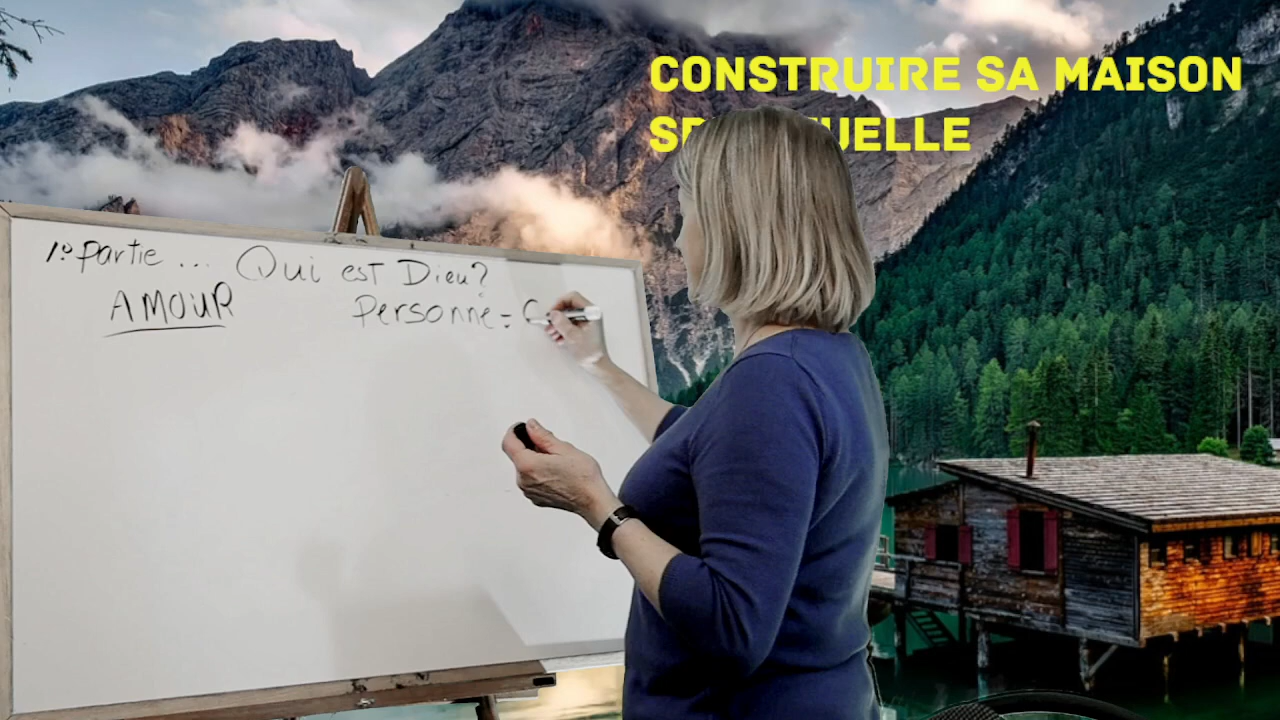 CONSTRUIRE SA MAISON
1º Partie ... Qui est Dieu?
AMOUR
Personne =